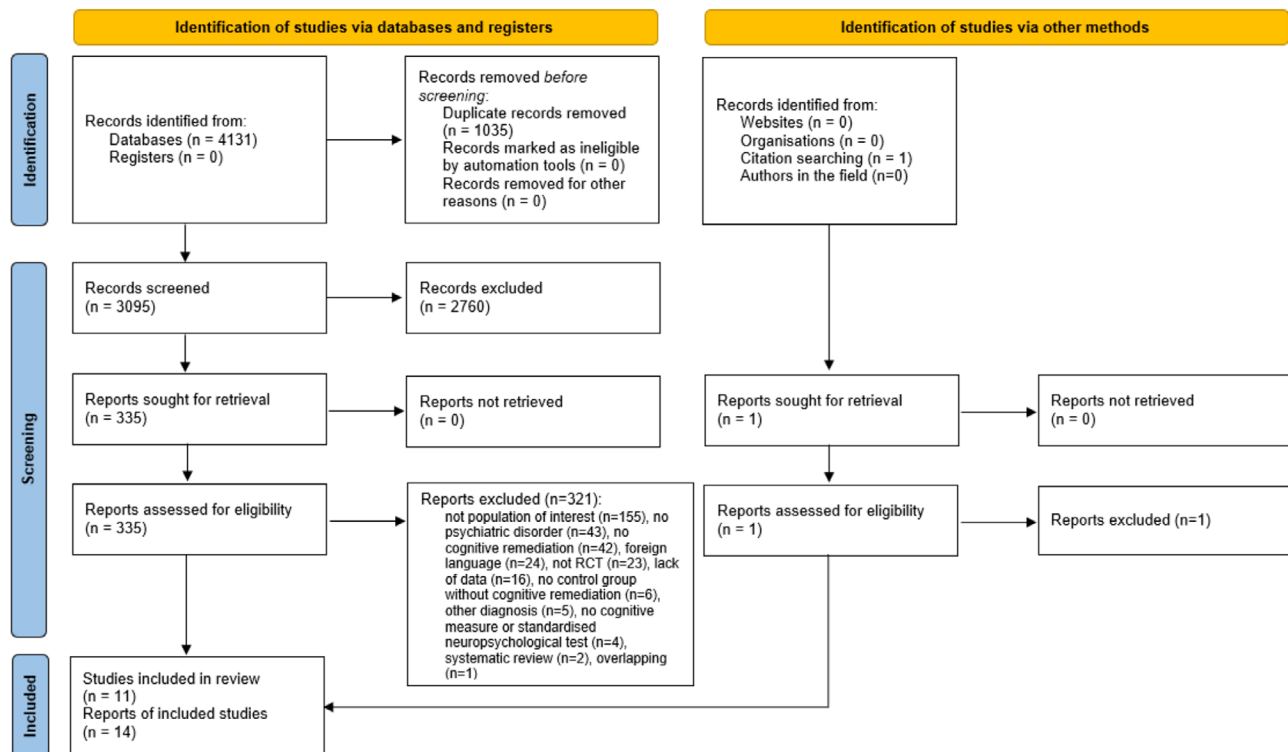 Identification of studies via databases and registers
Identification of studies via other methods
Identification
Records identified from:
Databases (n = 4131)
Registers (n = 0)
Records removed before
screening:
Duplicate records removed
(n = 1035)
Records marked as ineligible
by automation tools (n = 0)
Records removed for other
reasons (n = 0)
Records identified from:
Websites (n = 0)
Organisations (n = 0)
Citation searching (n = 1)
Authors in the field (n=0)
Screening
Records screened
(n = 3095)
Records excluded
(n = 2760)
Reports sought for retrieval
(n = 335)
Reports not retrieved
(n = 0)
Reports sought for retrieval
(n = 1)
Reports not retrieved
(n = 0)
Reports assessed for eligibility
(n = 335)
Reports excluded (n=321):
not population of interest (n=155), no
psychiatric disorder (n=43), no
cognitive remediation (n=42), foreign
language (n=24), not RCT (n=23), lack
of data (n=16), no control group
without cognitive remediation (n=6),
other diagnosis (n=5), no cognitive
measure or standardised
neuropsychological test (n=4),
systematic review (n=2), overlapping
(n=1)
Reports assessed for eligibility
(n = 1)
Reports excluded (n=1)
Included
Studies included in review
(n = 11)
Reports of included studies
(n = 14)